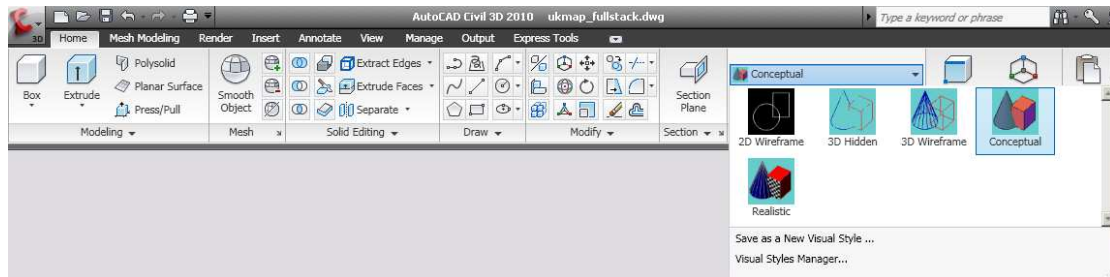 AutoCAD Civil 3D 2010 ukmap_fullstack.dwg
Type a keyword or phrase
3D
Home Mesh Modeling Render Insert Annotate View Manage Output Express Tools
Polysolid
Planar Surface
Press/Pull
Box
Extrude
Smooth
Object
Extract Edges
Extrude Faces
Separate
Section
Plane
Modeling
Mesh
Solid Editing
Draw
Modify
Section
Conceptual
2D Wireframe
3D Hidden
3D Wireframe
Conceptual
Realistic
Save as a New Visual Style ...
Visual Styles Manager...